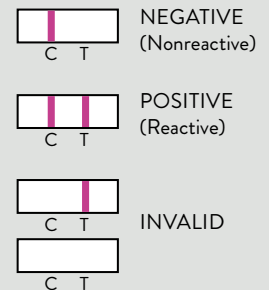 NEGATIVE
(Nonreactive)
C T
POSITIVE
(Reactive)
C T
C T
INVALID
C T